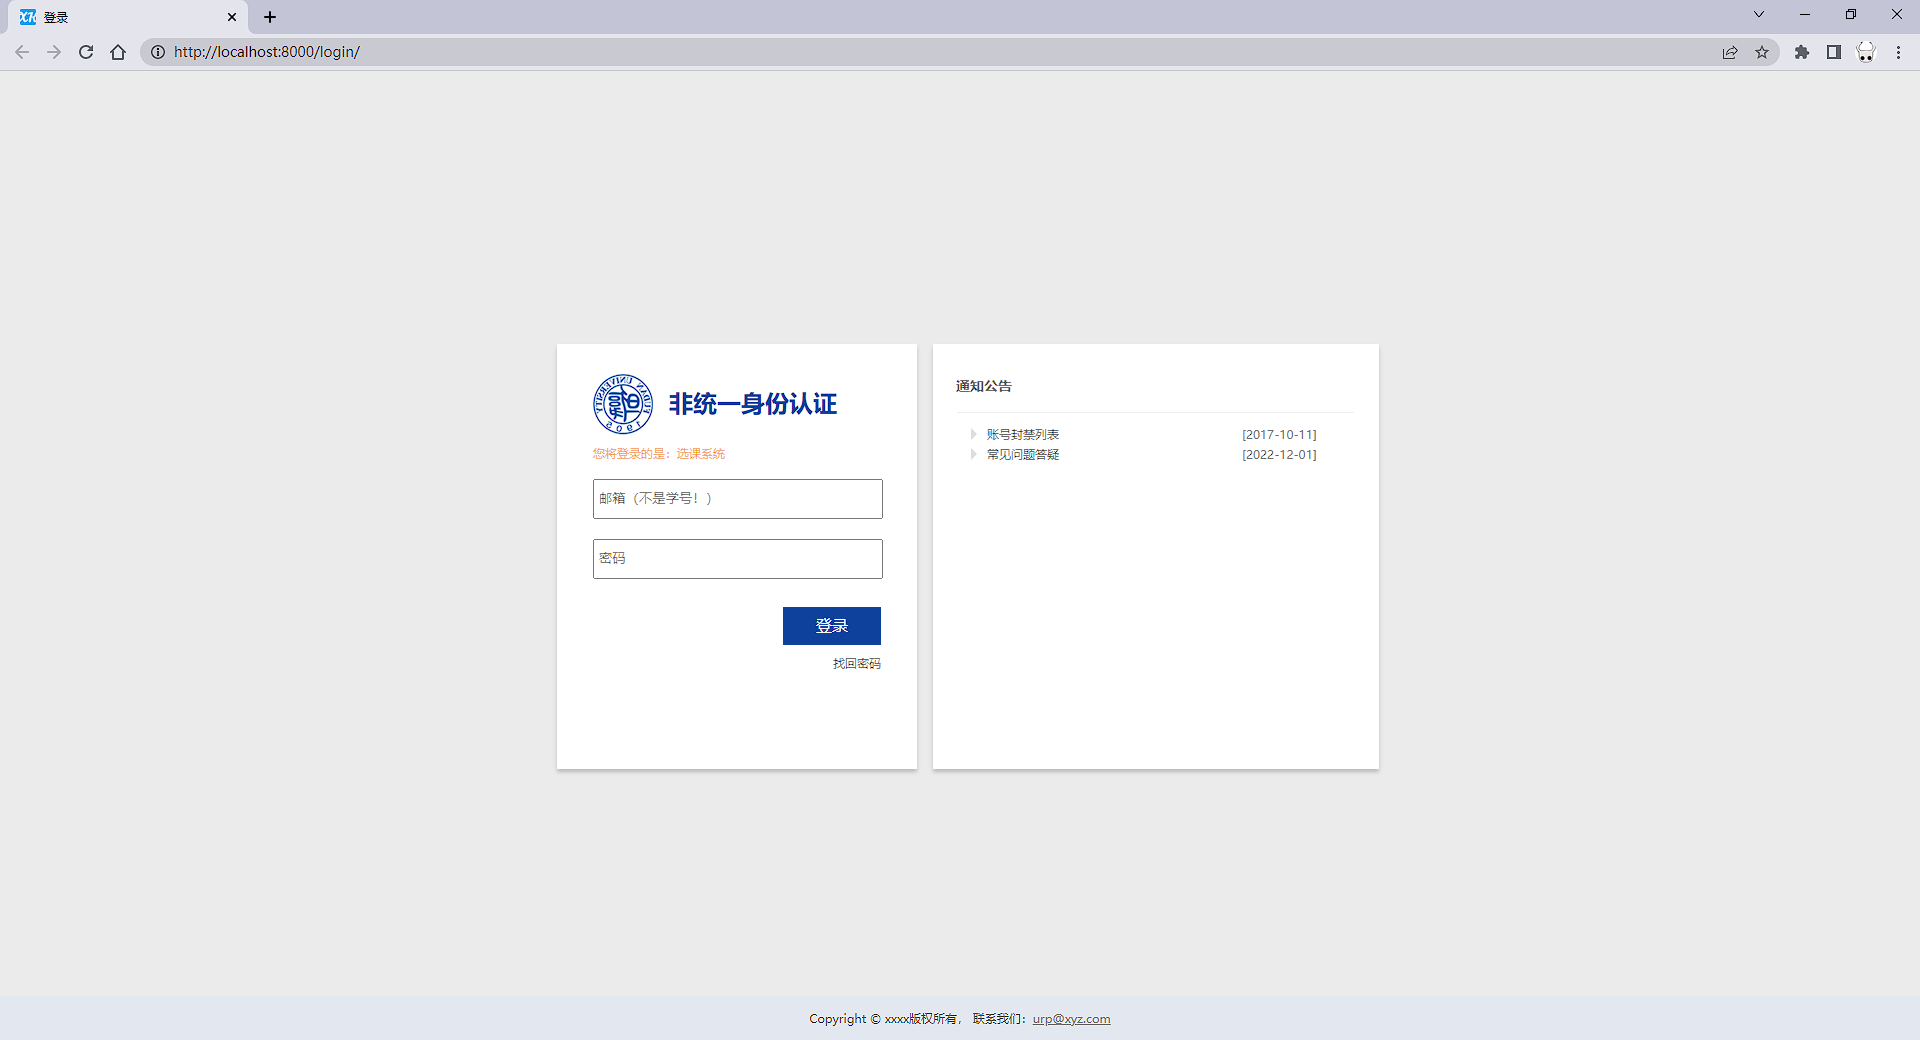 登录
http://localhost:8000/login/
非统一身份认证
您将登录的是：选课系统
邮箱（不是学号！）
密码
登录
找回密码
通知公告
账号封禁列表 [2017-10-11]
常见问题答疑 [2022-12-01]
Copyright © xxxx版权所有， 联系我们：urp@xyz.com